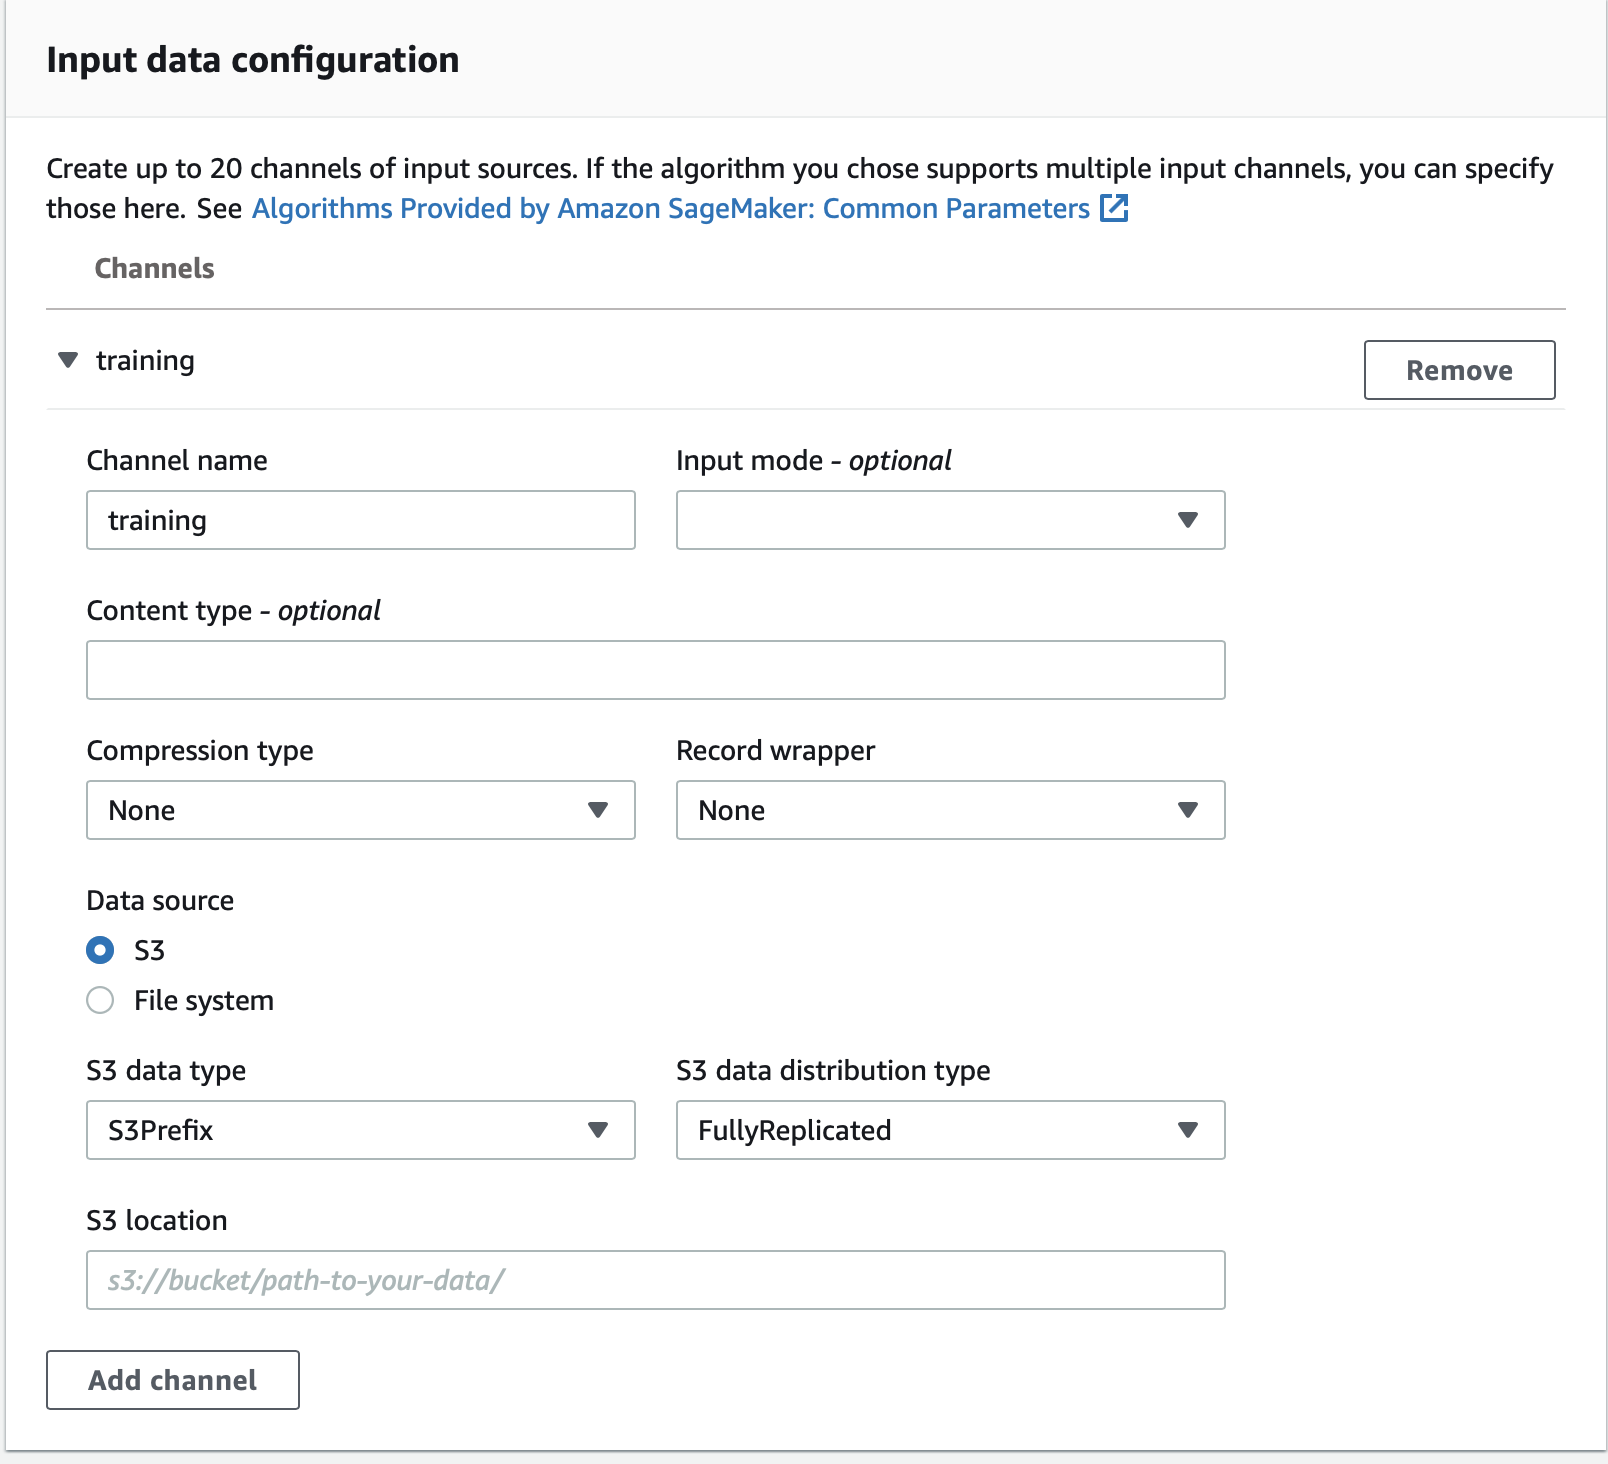 Input data configuration
Create up to 20 channels of input sources. If the algorithm you chose supports multiple input channels, you can specify
those here. See Algorithms Provided by Amazon SageMaker: Common Parameters
Channels
training
Remove
Channel name
Input mode - optional
training
Content type - optional
Compression type
Record wrapper
None
None
Data source
S3
File system
S3 data type
S3 data distribution type
S3Prefix
FullyReplicated
S3 location
s3://bucket/path-to-your-data/
Add channel